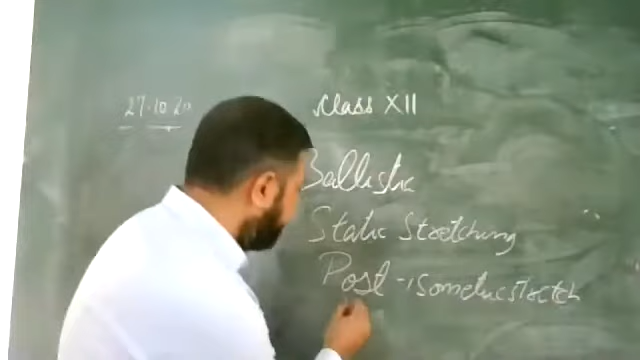 27.10.20
Class XII
Ballistic
Static Stretching
Post-isometric stretch